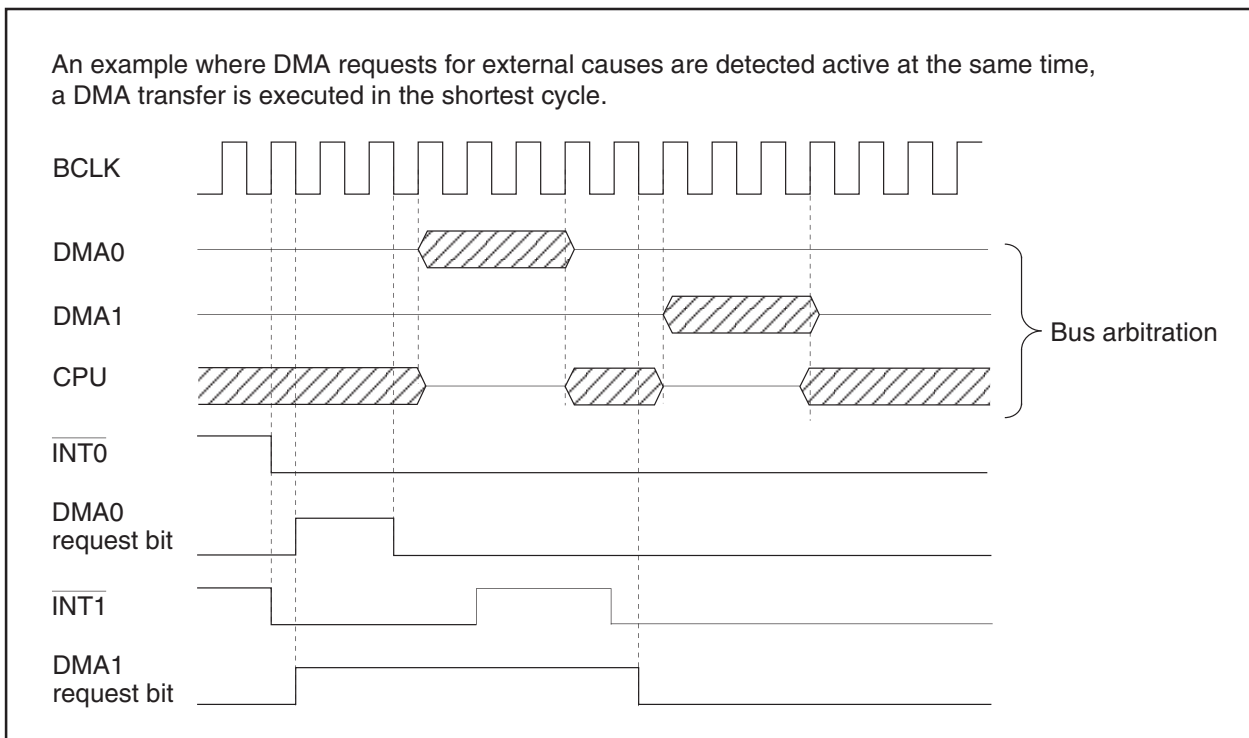 An example where DMA requests for external causes are detected active at the same time,
a DMA transfer is executed in the shortest cycle.
BCLK
DMA0
DMA1
Bus arbitration
CPU
INT0
DMA0
request bit
INT1
DMA1
request bit